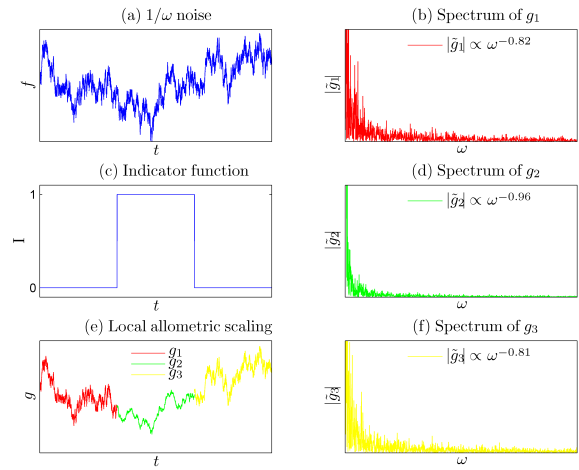 (a) 1/ω noise
f
t
(b) Spectrum of g₁
|g̃₁| ∝ ω⁻⁰·⁸²
|g̃₁|
ω
(c) Indicator function
1
I
0
t
(d) Spectrum of g₂
|g̃₂| ∝ ω⁻⁰·⁹⁶
|g̃₂|
ω
(e) Local allometric scaling
g₁
g₂
g₃
g
t
(f) Spectrum of g₃
|g̃₃| ∝ ω⁻⁰·⁸¹
|g̃₃|
ω